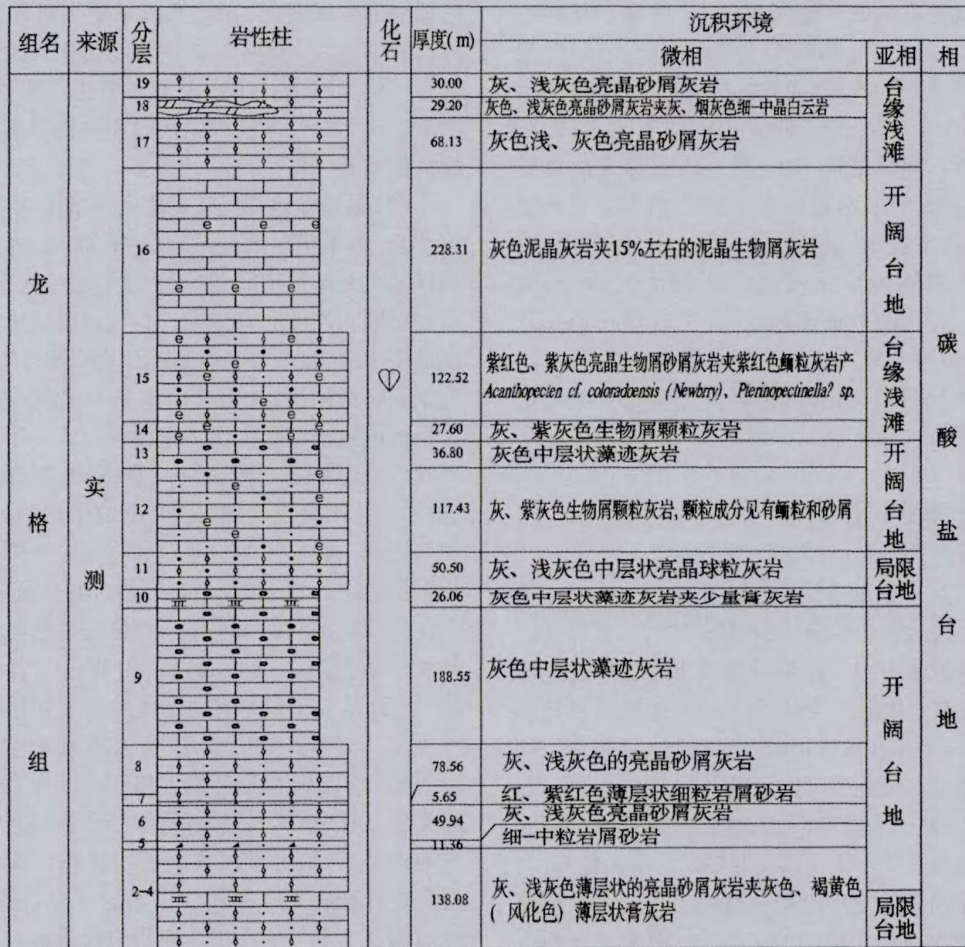 组名 来源 分层 岩性柱 化石 厚度(m) 沉积环境
微相 亚相 相
龙格组
实测
碳酸盐台地
19 30.00 灰、浅灰色亮晶砂屑灰岩
18 29.20 灰色、浅灰色亮晶砂屑灰岩夹灰、烟灰色细—中晶白云岩
17 68.13 灰色浅、灰色亮晶砂屑灰岩
台缘浅滩
16 228.31 灰色泥晶灰岩夹15%左右的泥晶生物屑灰岩
开阔台地
15 122.52 紫红色、紫灰色亮晶生物屑砂屑灰岩夹紫红色鲕粒灰岩产
Acanthopecten cf. coloradoensis (Newbrry)、Pterinopectinella? sp.
14 27.60 灰、紫灰色生物屑颗粒灰岩
台缘浅滩
13 36.80 灰色中层状藻迹灰岩
12 117.43 灰、紫灰色生物屑颗粒灰岩,颗粒成分见有鲕粒和砂屑
开阔台地
11 50.50 灰、浅灰色中层状亮晶球粒灰岩
10 26.06 灰色中层状藻迹灰岩夹少量膏灰岩
局限台地
9 188.55 灰色中层状藻迹灰岩
8 78.56 灰、浅灰色的亮晶砂屑灰岩
7 5.65 红、紫红色薄层状细粒岩屑砂岩
6 49.94 灰、浅灰色亮晶砂屑灰岩
5 11.36 细—中粒岩屑砂岩
开阔台地
2-4 138.08 灰、浅灰色薄层状的亮晶砂屑灰岩夹灰色、褐黄色
(风化色)薄层状膏灰岩
局限台地